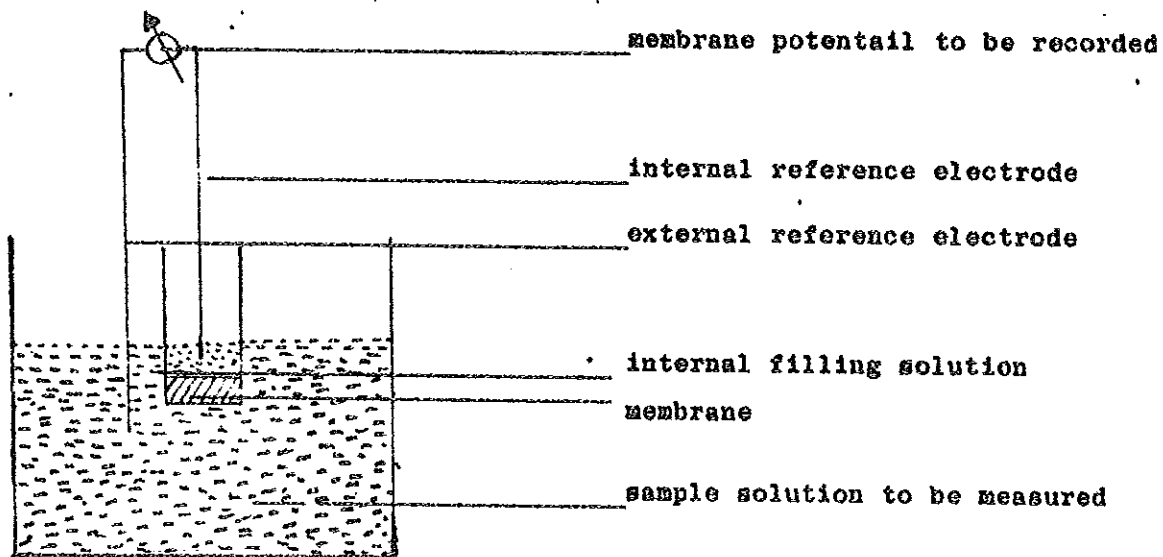 membrane potentail to be recorded
internal reference electrode
external reference electrode
internal filling solution
membrane
sample solution to be measured